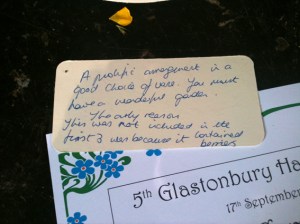 A prolific arrangement in a
good choice of vase. You must
have a wonderful garden.
The only reason
This was not included in the
first 3 was because it contained
berries
5th Glastonbury Ha
17th September